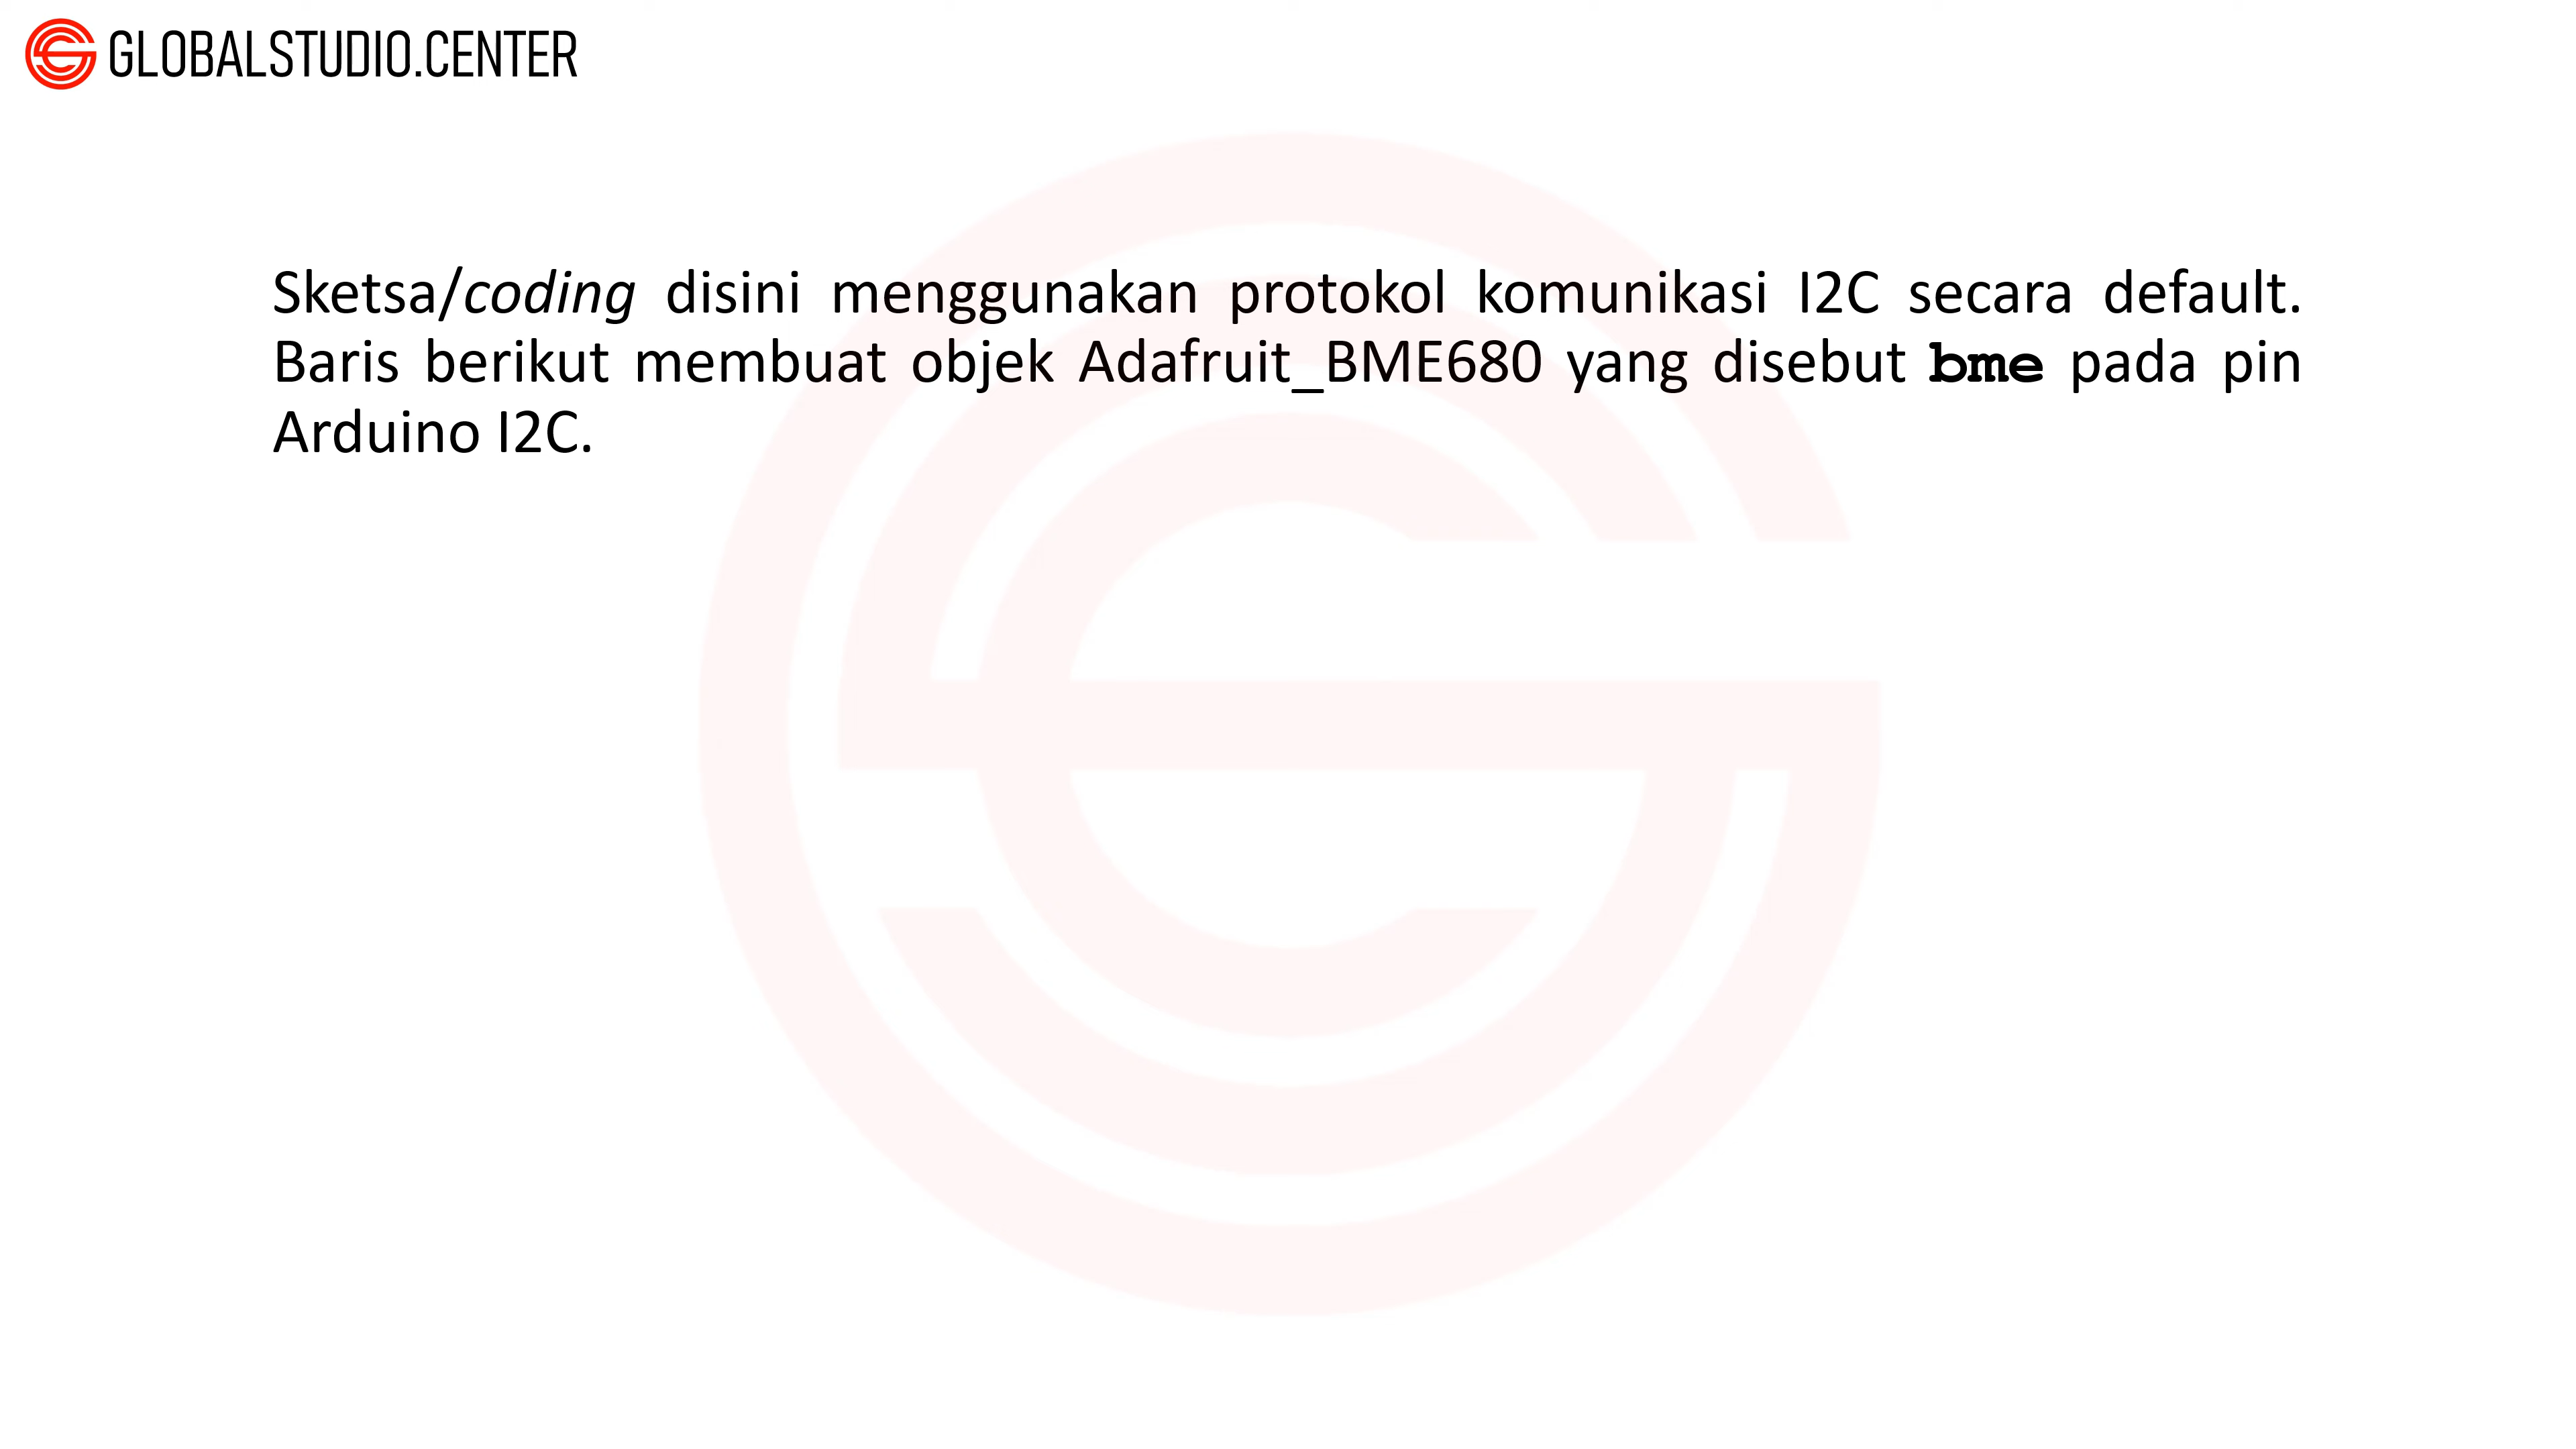 GLOBALSTUDIO.CENTER
Sketsa/coding disini menggunakan protokol komunikasi I2C secara default.
Baris berikut membuat objek Adafruit_BME680 yang disebut bme pada pin
Arduino I2C.